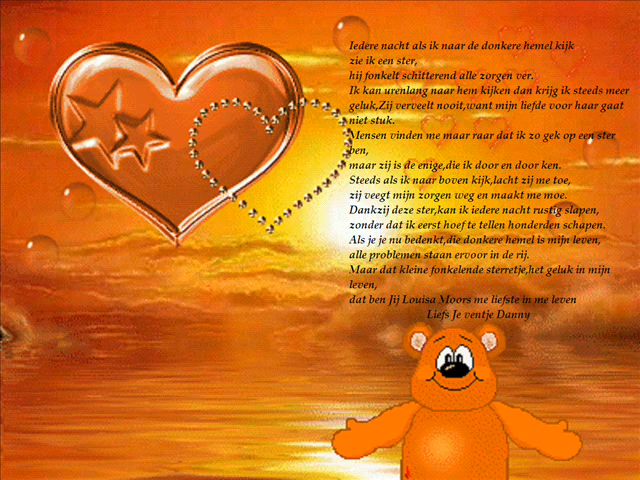 Iedere nacht als ik naar de donkere hemel kijk
zie ik een ster,
hij fonkelt schitterend alle zorgen ver.
Ik kan urenlang naar hem kijken dan krijg ik steeds meer
geluk,Zij verveelt nooit,want mijn liefde voor haar gaat
niet stuk.
Mensen vinden me maar raar dat ik zo gek op een ster
ben,
maar zij is de enige,die ik door en door ken.
Steeds als ik naar boven kijk,lacht zij me toe,
zij veegt mijn zorgen weg en maakt me moe.
Dankzij deze ster,kan ik iedere nacht rustig slapen,
zonder dat ik eerst hoef te tellen honderden schapen.
Als je je nu bedenkt,die donkere hemel is mijn leven,
alle problemen staan ervoor in de rij.
Maar dat kleine fonkelende sterretje,het geluk in mijn
leven,
dat ben Jij Louisa Moors me liefste in me leven
Liefs Je ventje Danny